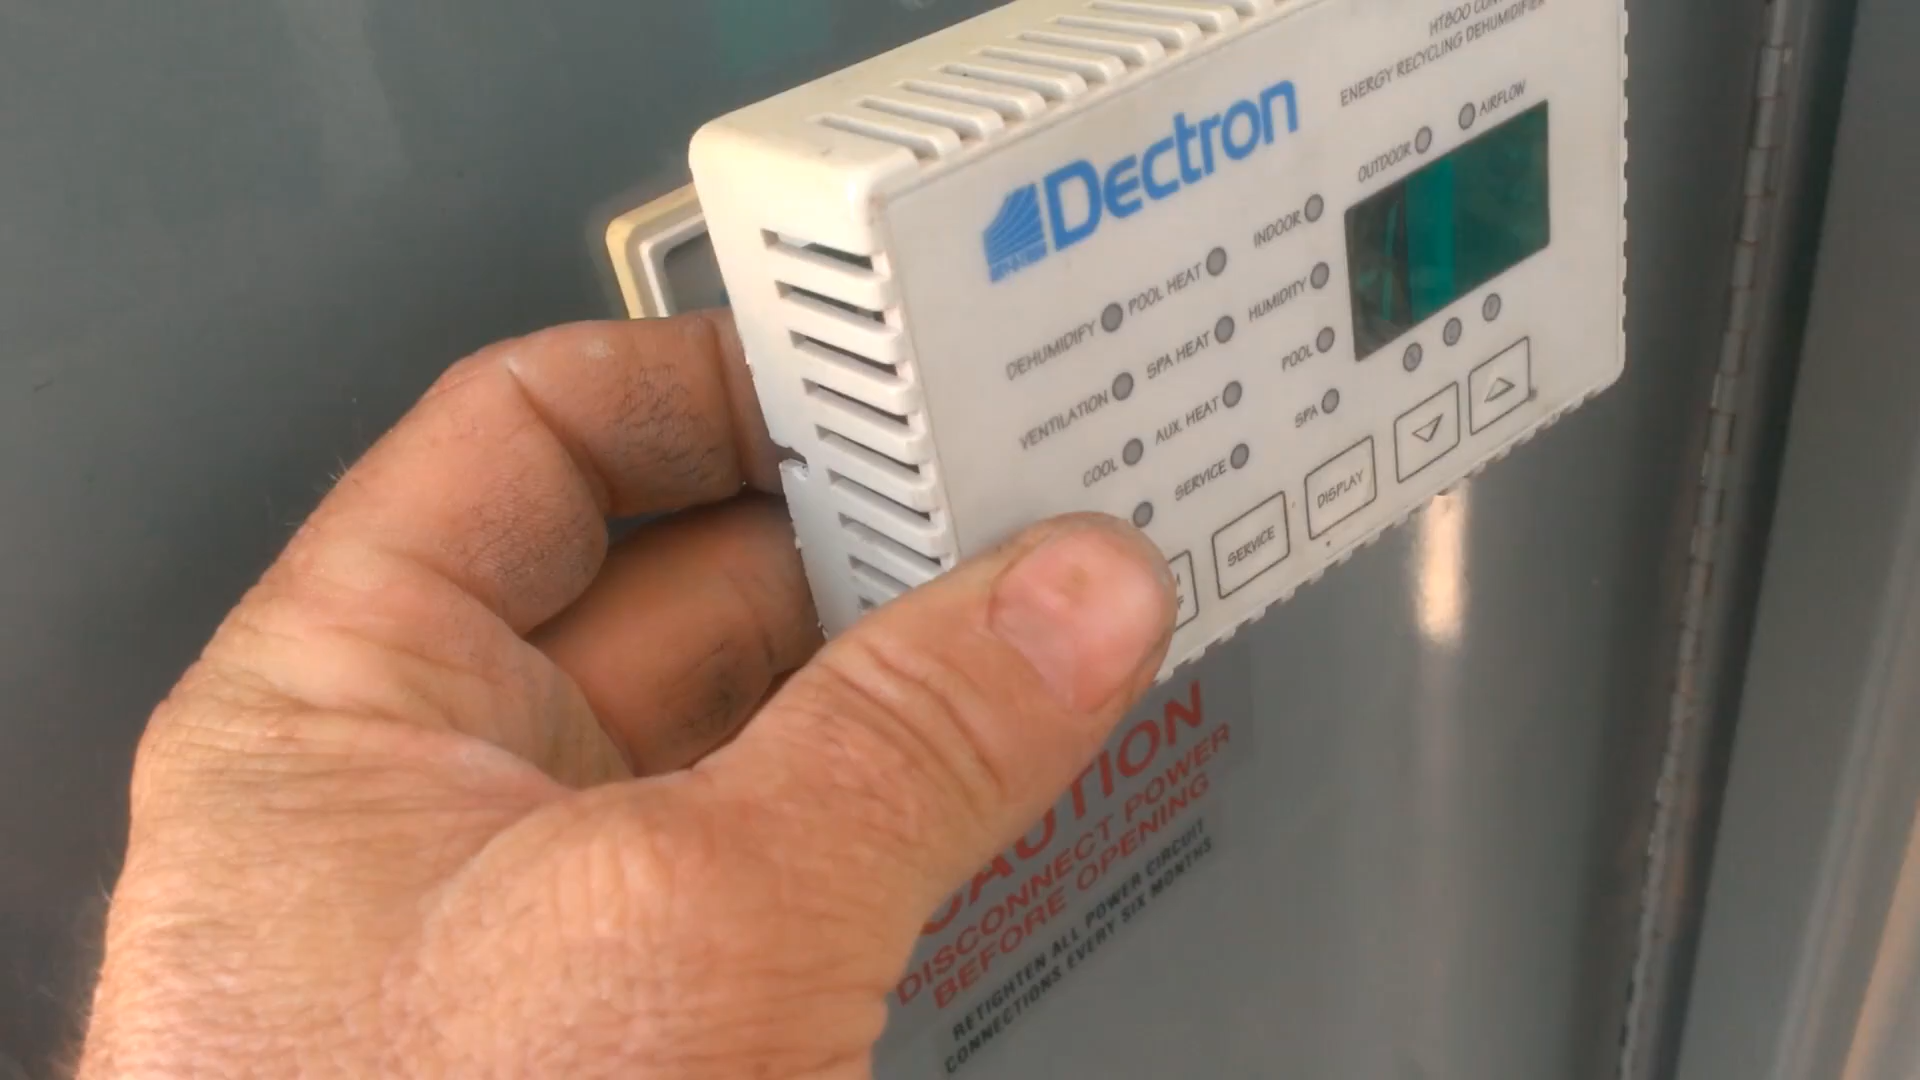 HT800
ENERGY RECYCLING DEHUMIDIFIER
Dectron
AIRFLOW
OUTDOOR
INDOOR
POOL HEAT
DEHUMIDIFY
HUMIDITY
SPA HEAT
VENTILATION
POOL
AUX HEAT
COOL
SPA
SERVICE
DISPLAY
SERVICE
CAUTION
DISCONNECT POWER
BEFORE OPENING
RETIGHTEN ALL POWER CIRCUIT
CONNECTIONS EVERY SIX MONTHS